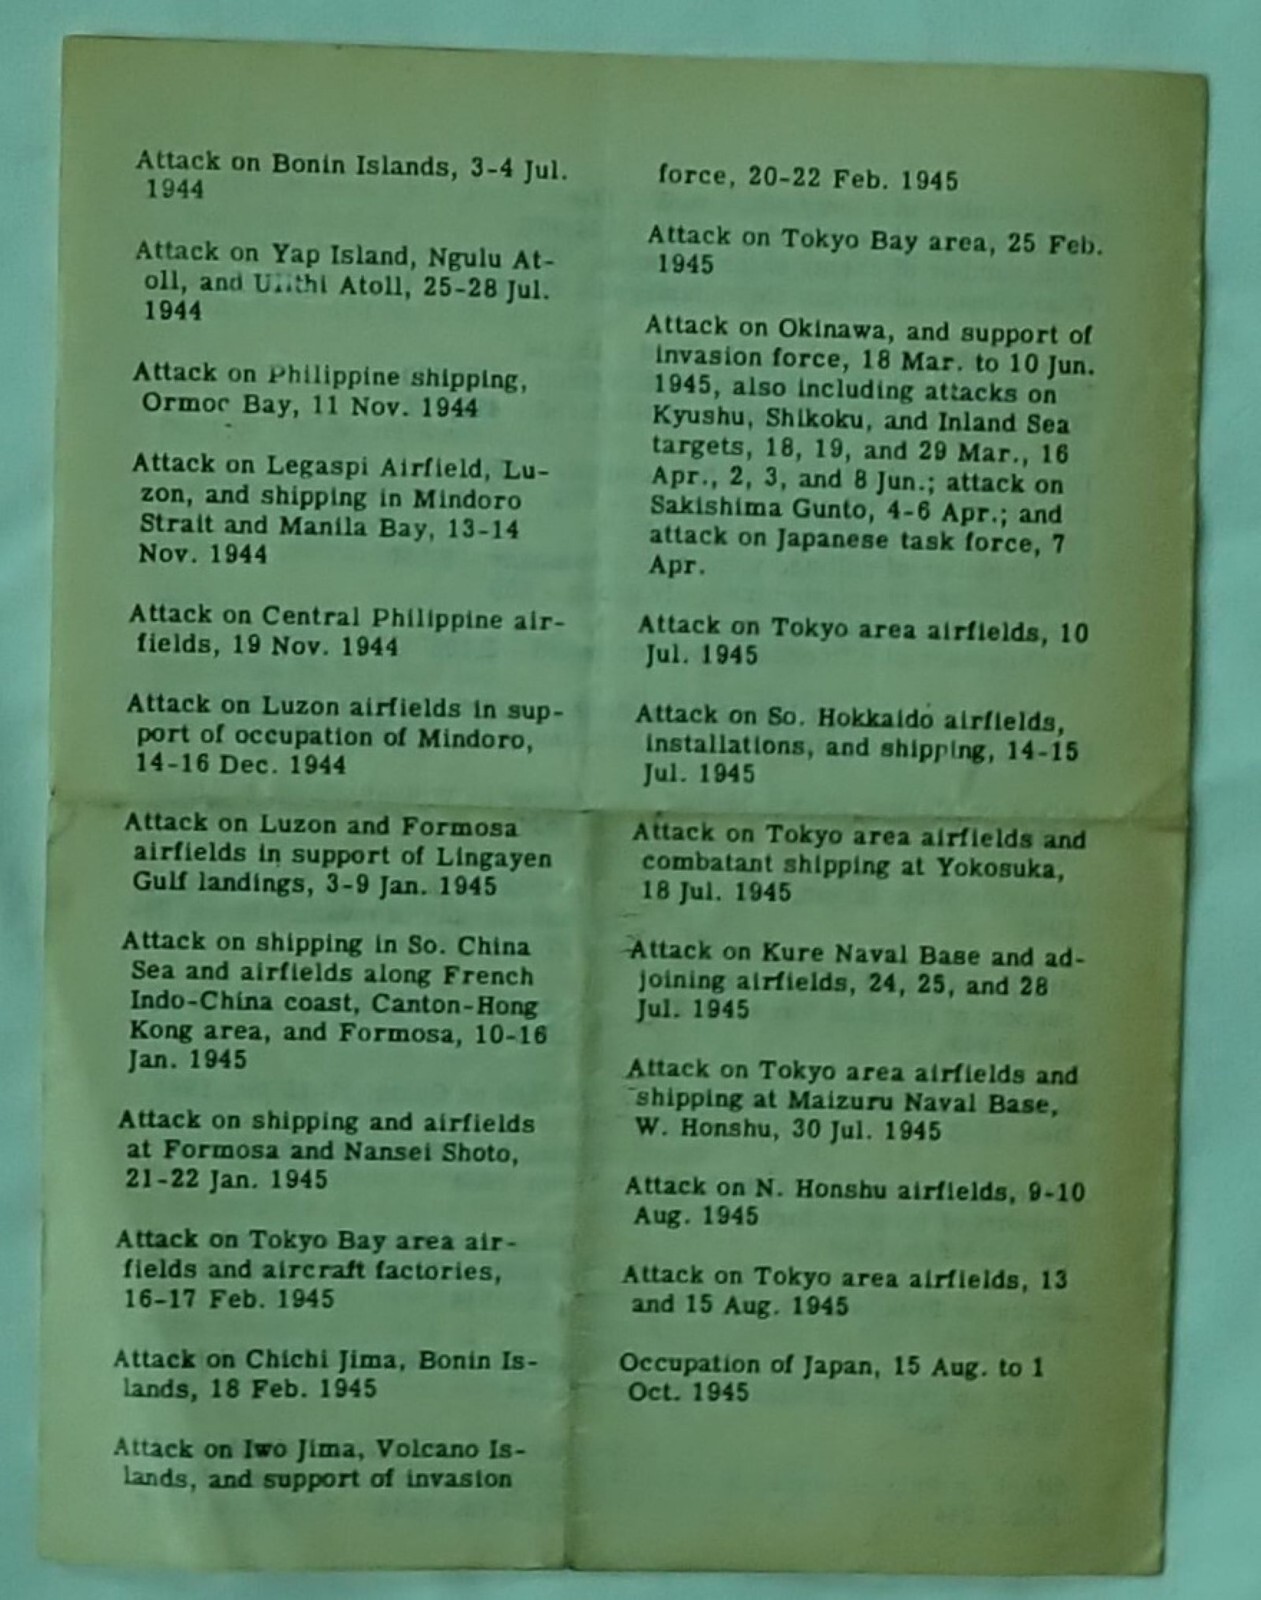 Attack on Bonin Islands, 3-4 Jul.
1944
Attack on Yap Island, Ngulu At-
oll, and Ulithi Atoll, 25-28 Jul.
1944
Attack on Philippine shipping,
Ormoc Bay, 11 Nov. 1944
Attack on Legaspi Airfield, Lu-
zon, and shipping in Mindoro
Strait and Manila Bay, 13-14
Nov. 1944
Attack on Central Philippine air-
fields, 19 Nov. 1944
Attack on Luzon airfields in sup-
port of occupation of Mindoro,
14-16 Dec. 1944
Attack on Luzon and Formosa
airfields in support of Lingayen
Gulf landings, 3-9 Jan. 1945
Attack on shipping in So. China
Sea and airfields along French
Indo-China coast, Canton-Hong
Kong area, and Formosa, 10-16
Jan. 1945
Attack on shipping and airfields
at Formosa and Nansei Shoto,
21-22 Jan. 1945
Attack on Tokyo Bay area air-
fields and aircraft factories,
16-17 Feb. 1945
Attack on Chichi Jima, Bonin Is-
lands, 18 Feb. 1945
Attack on Iwo Jima, Volcano Is-
lands, and support of invasion
force, 20-22 Feb. 1945
Attack on Tokyo Bay area, 25 Feb.
1945
Attack on Okinawa, and support of
invasion force, 18 Mar. to 10 Jun.
1945, also including attacks on
Kyushu, Shikoku, and Inland Sea
targets, 18, 19, and 29 Mar., 16
Apr., 2, 3, and 8 Jun.; attack on
Sakishima Gunto, 4-6 Apr.; and
attack on Japanese task force, 7
Apr.
Attack on Tokyo area airfields, 10
Jul. 1945
Attack on So. Hokkaido airfields,
installations, and shipping, 14-15
Jul. 1945
Attack on Tokyo area airfields and
combatant shipping at Yokosuka,
18 Jul. 1945
Attack on Kure Naval Base and ad-
joining airfields, 24, 25, and 28
Jul. 1945
Attack on Tokyo area airfields and
shipping at Maizuru Naval Base,
W. Honshu, 30 Jul. 1945
Attack on N. Honshu airfields, 9-10
Aug. 1945
Attack on Tokyo area airfields, 13
and 15 Aug. 1945
Occupation of Japan, 15 Aug. to 1
Oct. 1945